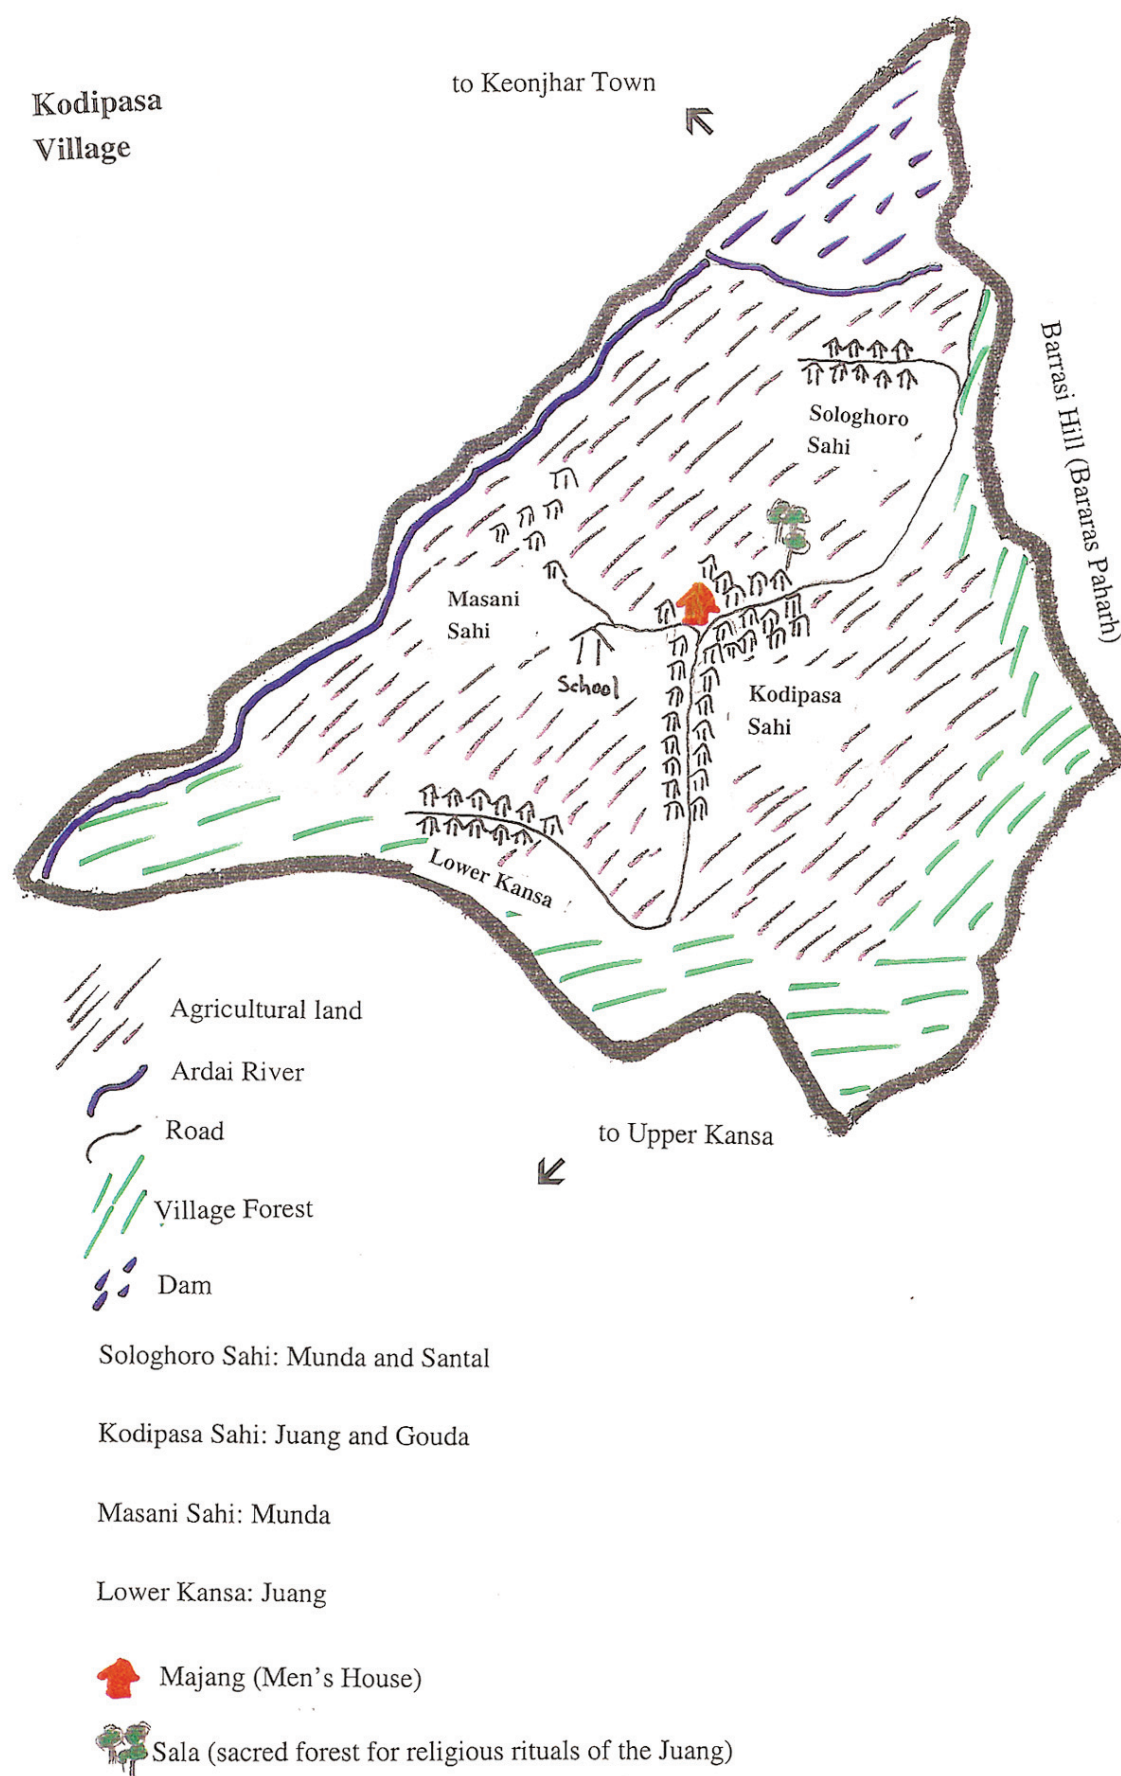 Kodipasa
Village
to Keonjhar Town
Barrasi Hill (Bararas Paharh)
Sologhoro
Sahi
Masani
Sahi
School
Kodipasa
Sahi
Lower Kansa
Agricultural land
Ardai River
Road
to Upper Kansa
Village Forest
Dam
Sologhoro Sahi: Munda and Santal
Kodipasa Sahi: Juang and Gouda
Masani Sahi: Munda
Lower Kansa: Juang
Majang (Men's House)
Sala (sacred forest for religious rituals of the Juang)